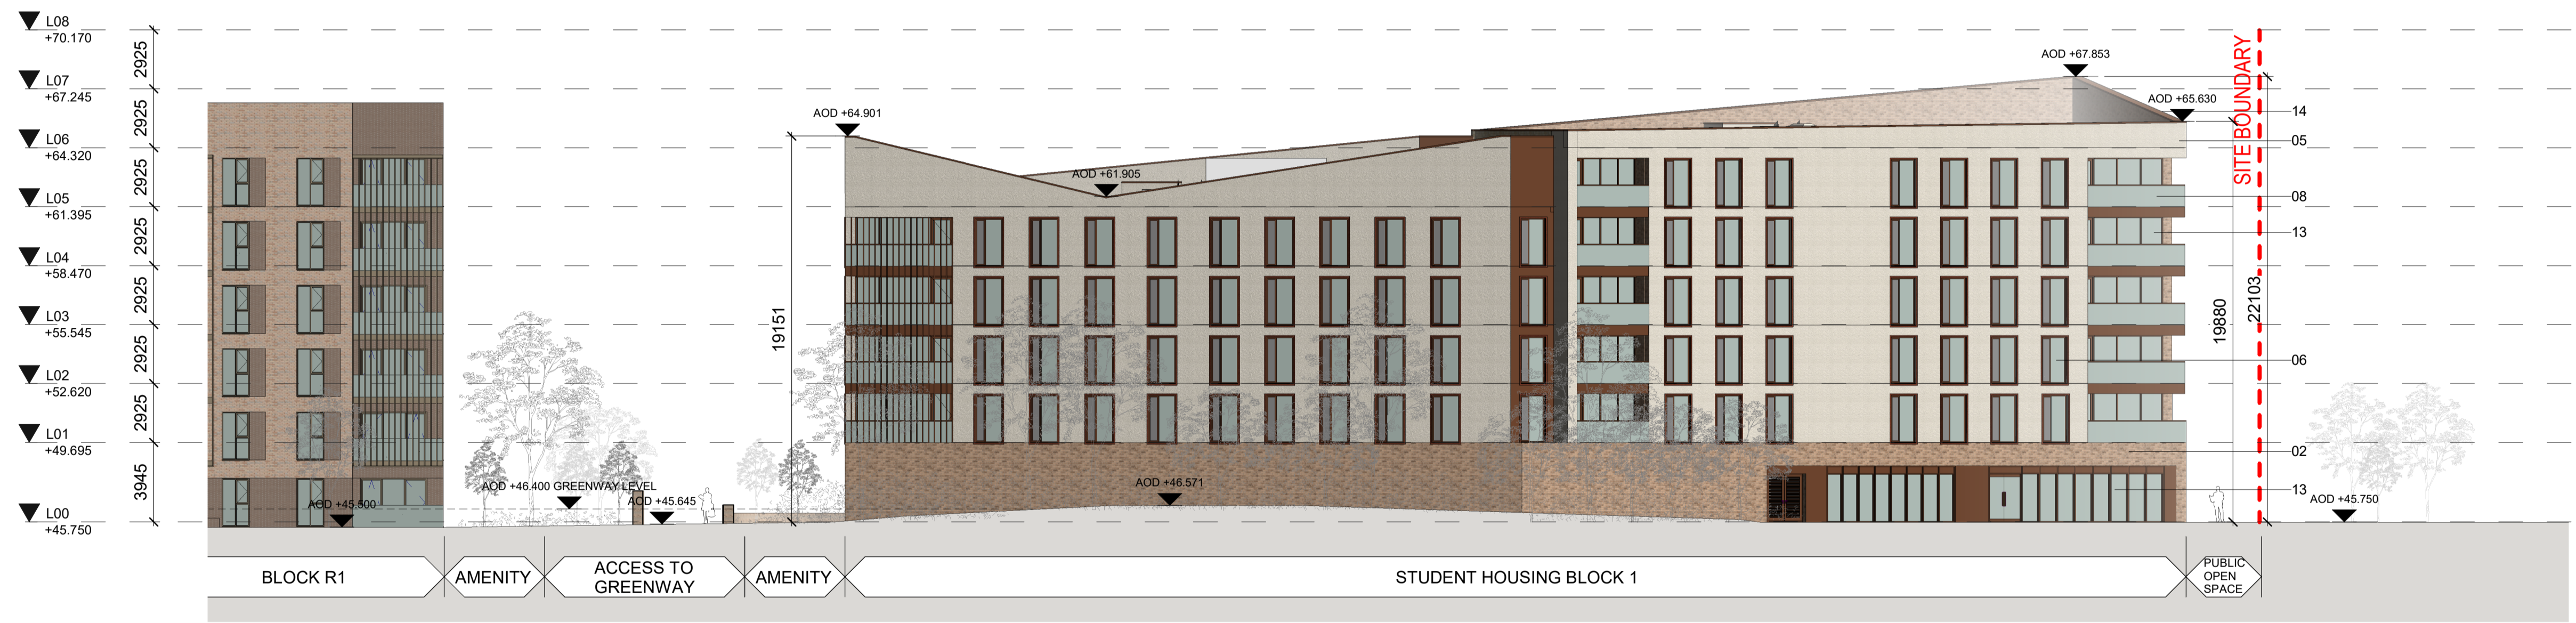 L08
+70.170
L07
+67.245
L06
+64.320
L05
+61.395
L04
+58.470
L03
+55.545
L02
+52.620
L01
+49.695
L00
+45.750
2925
2925
2925
2925
2925
2925
2925
3945
AOD +45.500
AOD +46.400 GREENWAY LEVEL
AOD +45.645
19151
AOD +64.901
AOD +61.905
AOD +46.571
AOD +67.853
AOD +65.630
SITE BOUNDARY
14
05
08
13
06
02
13
19880
22103
AOD +45.750
BLOCK R1
AMENITY
ACCESS TO
GREENWAY
AMENITY
STUDENT HOUSING BLOCK 1
PUBLIC
OPEN
SPACE